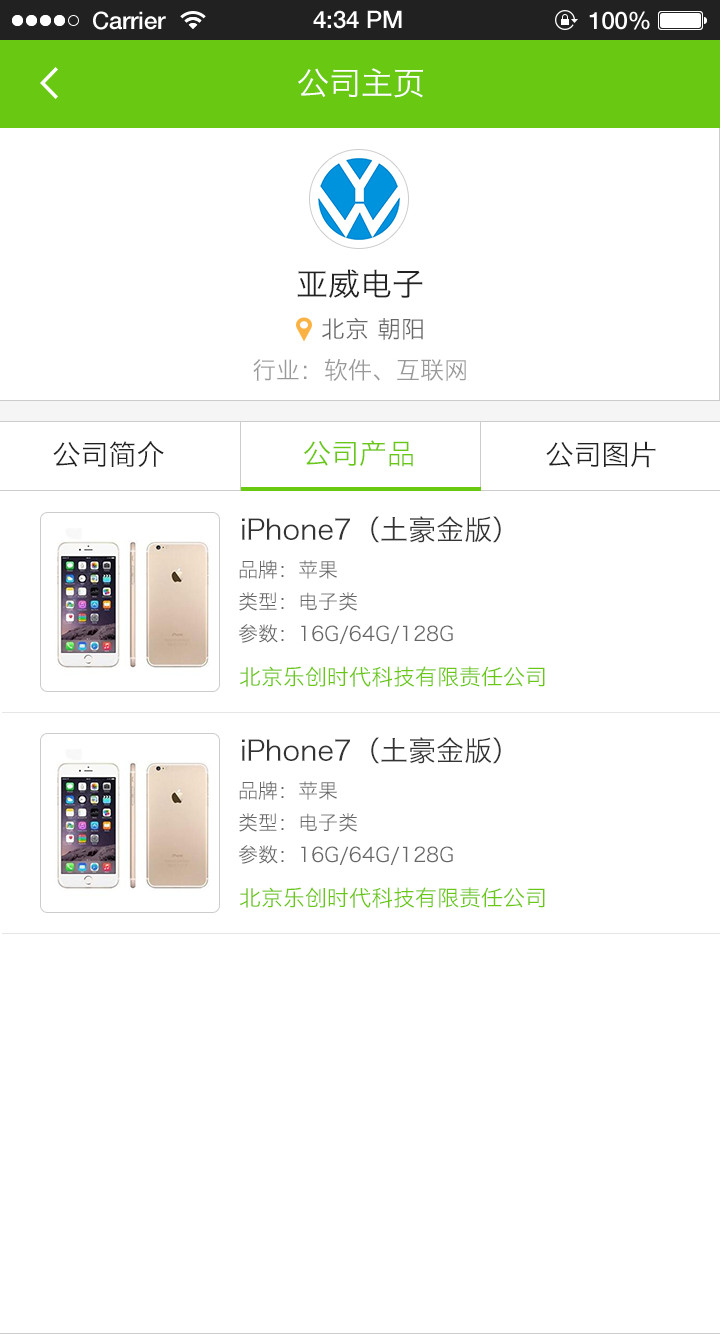 Carrier 4:34 PM 100%
公司主页
YW
亚威电子
北京 朝阳
行业：软件、互联网
公司简介 公司产品 公司图片
iPhone7（土豪金版）
品牌：苹果
类型：电子类
参数：16G/64G/128G
北京乐创时代科技有限责任公司
iPhone7（土豪金版）
品牌：苹果
类型：电子类
参数：16G/64G/128G
北京乐创时代科技有限责任公司